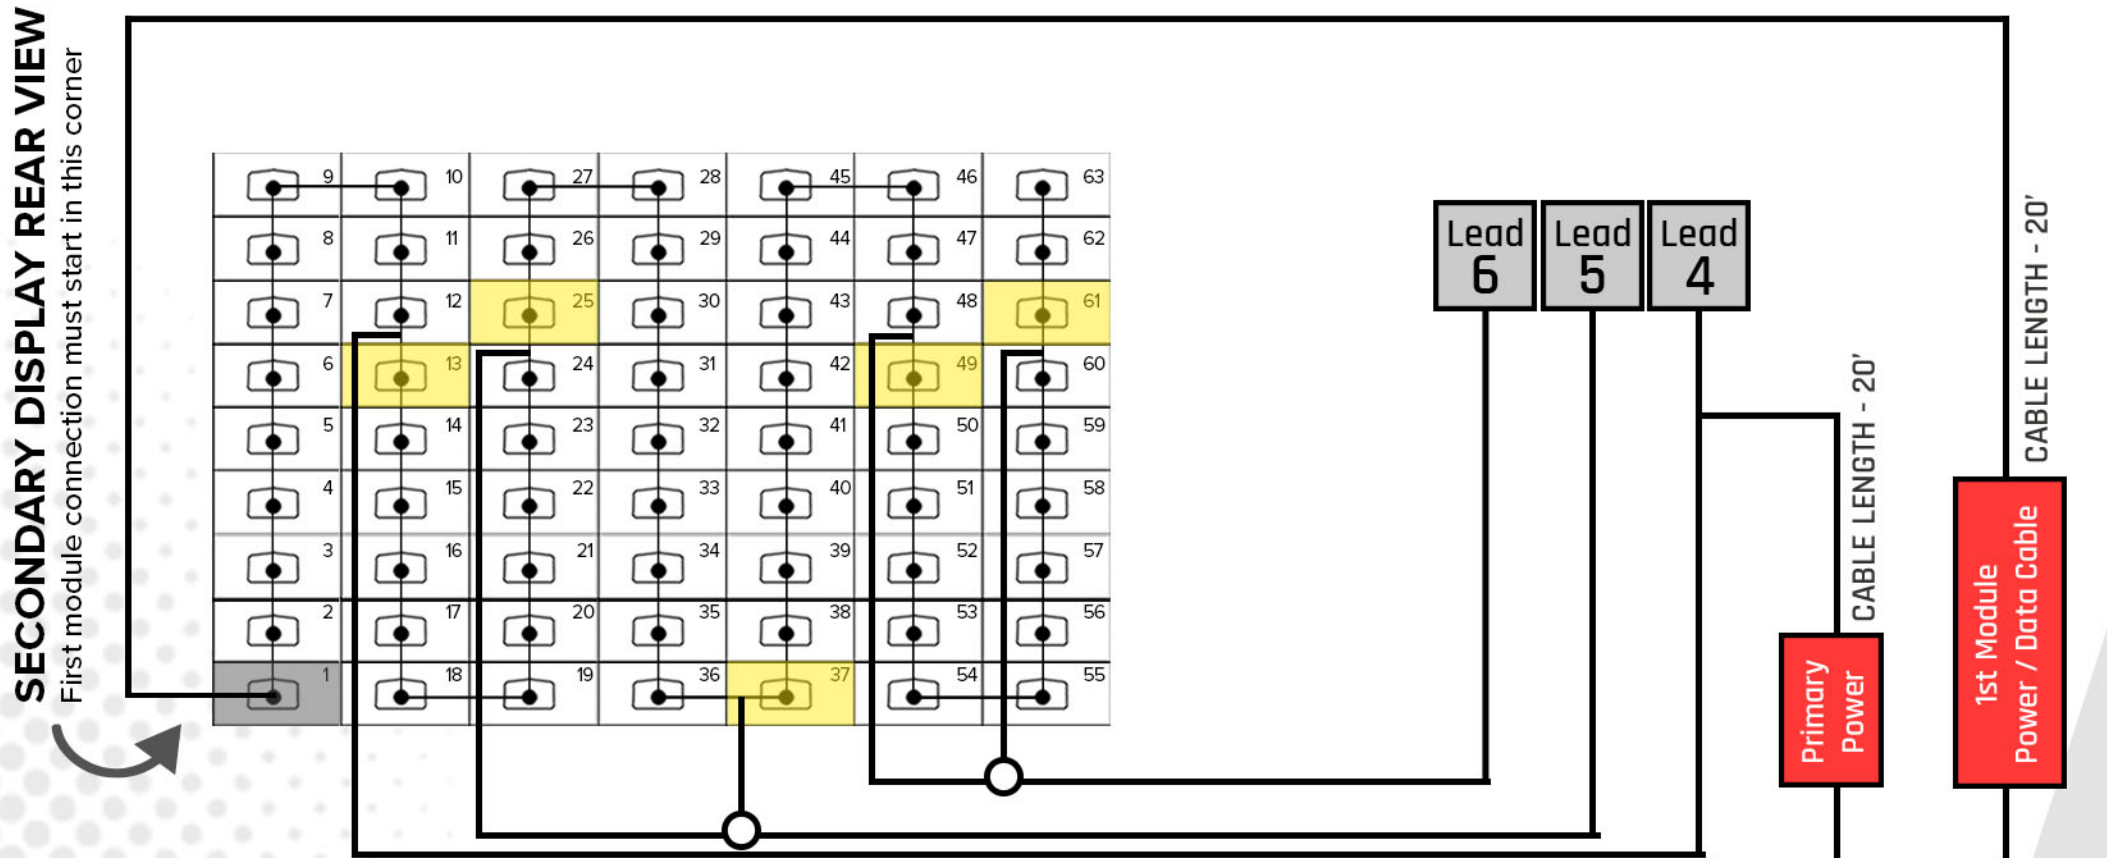 SECONDARY DISPLAY REAR VIEW
First module connection must start in this corner
9 10 27 28 45 46 63
8 11 26 29 44 47 62
7 12 25 30 43 48 61
6 13 24 31 42 49 60
5 14 23 32 41 50 59
4 15 22 33 40 51 58
3 16 21 34 39 52 57
2 17 20 35 38 53 56
1 18 19 36 37 54 55
Lead
6
Lead
5
Lead
4
CABLE LENGTH - 20'
Primary
Power
CABLE LENGTH - 20'
1st Module
Power / Data Cable